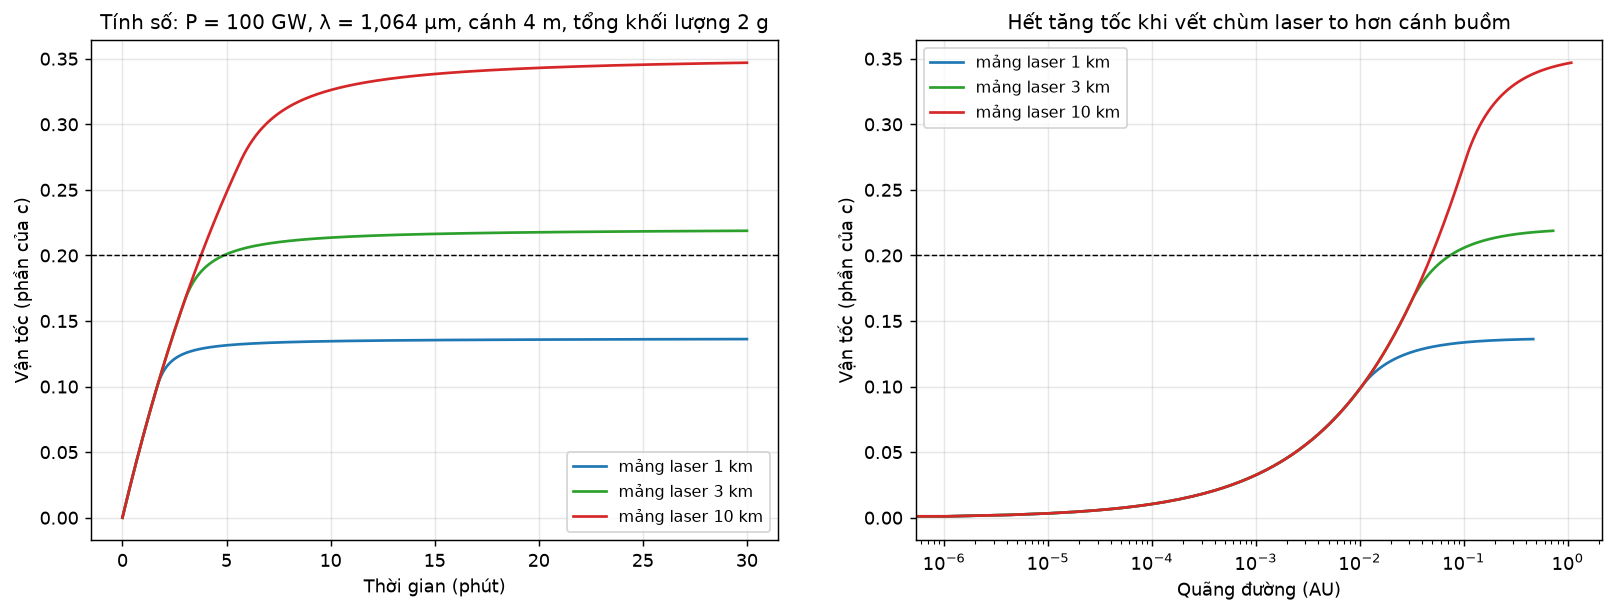 Tính số: P = 100 GW, λ = 1,064 μm, cánh 4 m, tổng khối lượng 2 g
Vận tốc (phần của c)
0.35
0.30
0.25
0.20
0.15
0.10
0.05
0.00
mảng laser 1 km
mảng laser 3 km
mảng laser 10 km
0 5 10 15 20 25 30
Thời gian (phút)
Hết tăng tốc khi vết chùm laser to hơn cánh buồm
Vận tốc (phần của c)
0.35
0.30
0.25
0.20
0.15
0.10
0.05
0.00
mảng laser 1 km
mảng laser 3 km
mảng laser 10 km
10⁻⁶ 10⁻⁵ 10⁻⁴ 10⁻³ 10⁻² 10⁻¹ 10⁰
Quãng đường (AU)